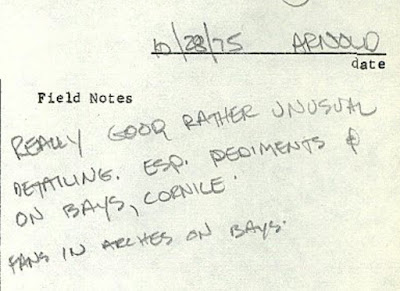 10/28/75 ARNOLD
date
Field Notes
REALLY GOOD RATHER UNUSUAL
DETAILING. ESP. PEDIMENTS &
ON BAYS, CORNICE.
FANS IN ARCHES ON BAYS.